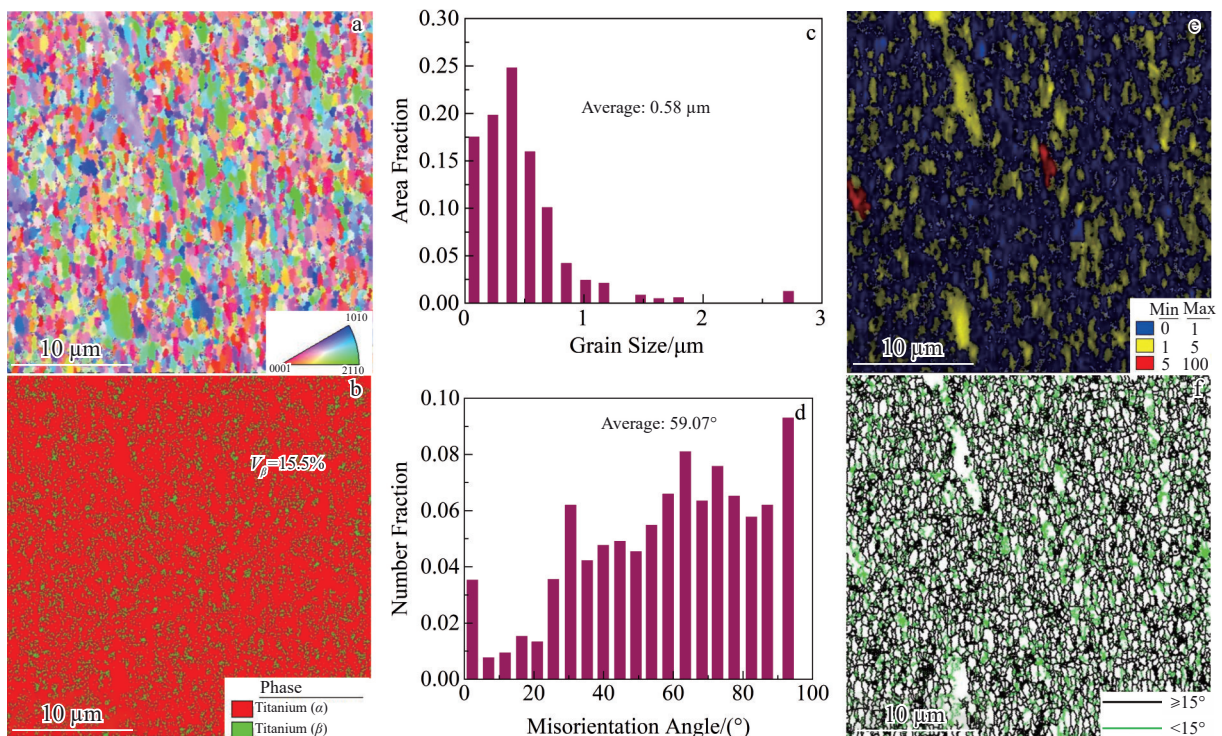 a
1010
0001
2110
10 μm
b
Vβ=15.5%
Phase
Titanium (α)
Titanium (β)
10 μm
c
Average: 0.58 μm
0.30
0.25
0.20
0.15
0.10
0.05
0.00
Area Fraction
0 1 2 3
Grain Size/μm
d
Average: 59.07°
0.10
0.08
0.06
0.04
0.02
0.00
Number Fraction
0 20 40 60 80 100
Misorientation Angle/(°)
e
Min Max
0 1
1 5
5 100
10 μm
f
≥15°
<15°
10 μm